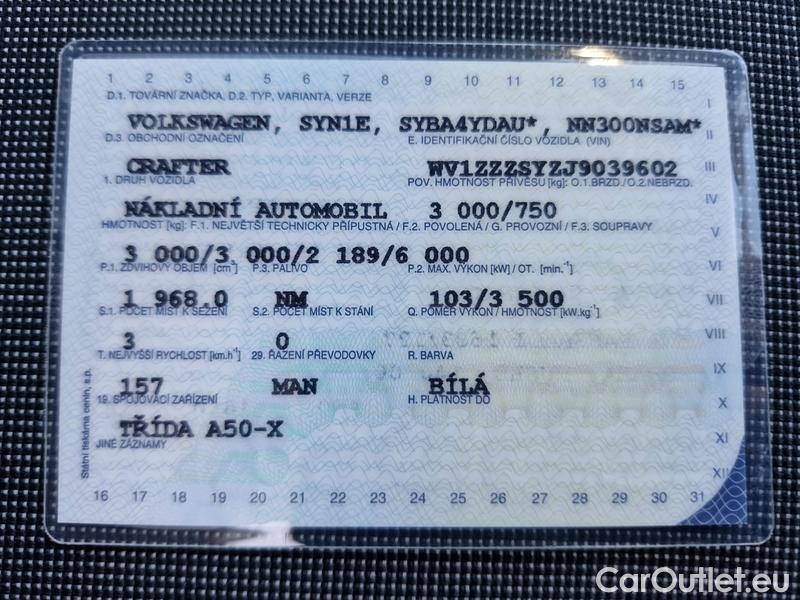 1 2 3 4 5 6 7 8 9 10 11 12 13 14 15
D.1. TOVÁRNÍ ZNAČKA, D.2. TYP, VARIANTA, VERZE
I
VOLKSWAGEN, SYN1E, SYBA4YDAU*, NN300NSAM*
II
D.3. OBCHODNÍ OZNAČENÍ E. IDENTIFIKAČNÍ ČÍSLO VOZIDLA (VIN)
CRAFTER WV1ZZZSYZJ9039602
III
1. DRUH VOZIDLA POV. HMOTNOST PŘÍVĚSU [kg]: O.1.BRZD./O.2.NEBRZD.
IV
NÁKLADNÍ AUTOMOBIL 3 000/750
HMOTNOST [kg]: F.1. NEJVĚTŠÍ TECHNICKY PŘÍPUSTNÁ / F.2. POVOLENÁ / G. PROVOZNÍ / F.3. SOUPRAVY
V
3 000/3 000/2 189/6 000
P.1. ZDVIHOVÝ OBJEM [cm³] P.3. PALIVO P.2. MAX. VÝKON [kW] / OT. [min.⁻¹]
VI
1 968.0 NM 103/3 500
VII
S.1. POČET MÍST K SEZENÍ S.2. POČET MÍST K STÁNÍ Q. POMĚR VÝKON / HMOTNOST [kW.kg⁻¹]
3 0
VIII
T. NEJVYŠŠÍ RYCHLOST [km.h⁻¹] 29. ŘAZENÍ PŘEVODOVKY R. BARVA
IX
157 MAN BÍLÁ
19. SPOJOVACÍ ZAŘÍZENÍ H. PLATNOST DO
X
TŘÍDA A50-X
XI
JINÉ ZÁZNAMY
XII
Státní tiskárna cenin, s.p.
16 17 18 19 20 21 22 23 24 25 26 27 28 29 30 31
CarOutlet.eu